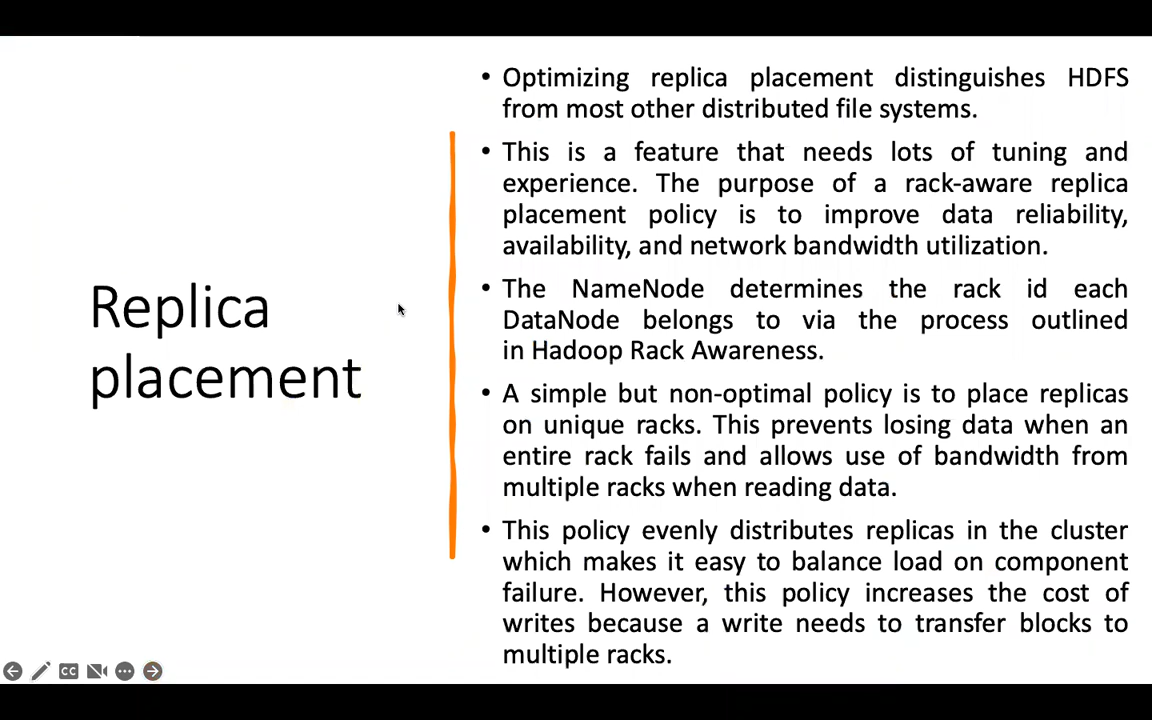 Replica
placement
• Optimizing replica placement distinguishes HDFS
from most other distributed file systems.
• This is a feature that needs lots of tuning and
experience. The purpose of a rack-aware replica
placement policy is to improve data reliability,
availability, and network bandwidth utilization.
• The NameNode determines the rack id each
DataNode belongs to via the process outlined
in Hadoop Rack Awareness.
• A simple but non-optimal policy is to place replicas
on unique racks. This prevents losing data when an
entire rack fails and allows use of bandwidth from
multiple racks when reading data.
• This policy evenly distributes replicas in the cluster
which makes it easy to balance load on component
failure. However, this policy increases the cost of
writes because a write needs to transfer blocks to
multiple racks.
CC